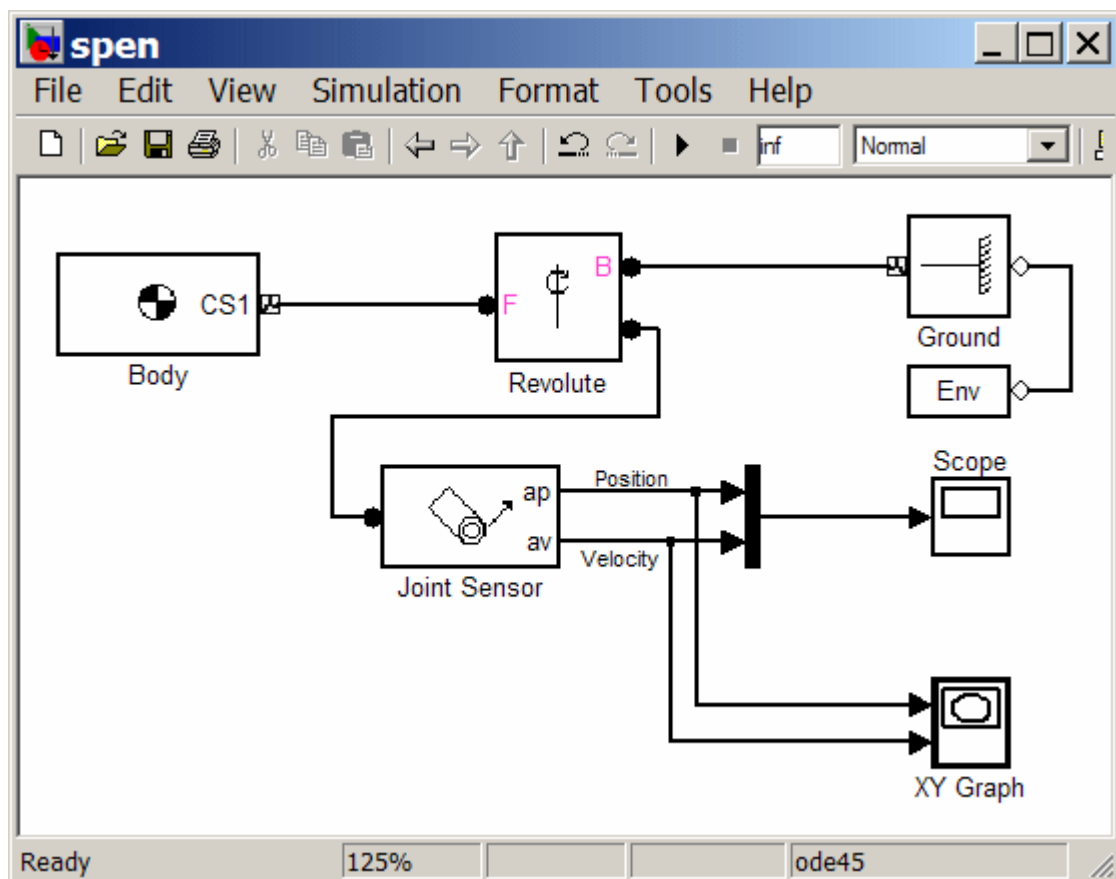 spen
File Edit View Simulation Format Tools Help
inf Normal
CS1
Body
F
B
Revolute
Ground
Env
ap
av
Joint Sensor
Position
Velocity
Scope
XY Graph
Ready 125% ode45